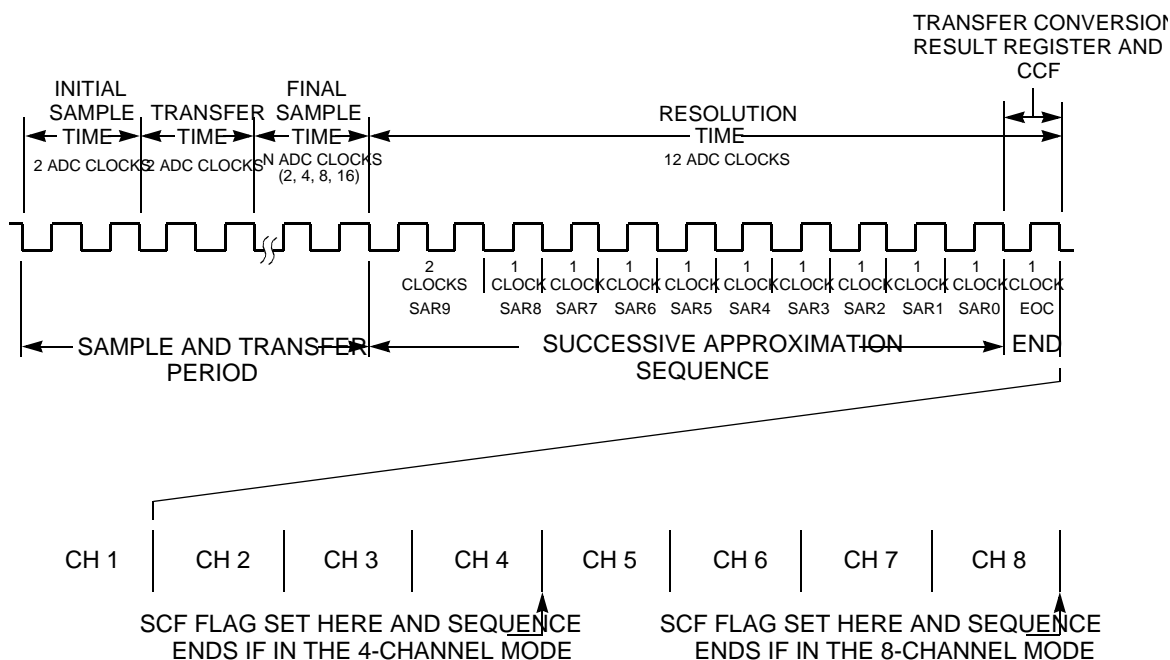 TRANSFER CONVERSION
RESULT REGISTER AND
CCF
INITIAL
SAMPLE
TIME
TRANSFER
TIME
FINAL
SAMPLE
TIME
RESOLUTION
TIME
2 ADC CLOCKS
2 ADC CLOCKS
N ADC CLOCKS
(2, 4, 8, 16)
12 ADC CLOCKS
2
CLOCKS
SAR9
1
CLOCK
SAR8
1
CLOCK
SAR7
1
CLOCK
SAR6
1
CLOCK
SAR5
1
CLOCK
SAR4
1
CLOCK
SAR3
1
CLOCK
SAR2
1
CLOCK
SAR1
1
CLOCK
SAR0
1
CLOCK
EOC
SAMPLE AND TRANSFER
PERIOD
SUCCESSIVE APPROXIMATION
SEQUENCE
END
CH 1
CH 2
CH 3
CH 4
CH 5
CH 6
CH 7
CH 8
SCF FLAG SET HERE AND SEQUENCE
ENDS IF IN THE 4-CHANNEL MODE
SCF FLAG SET HERE AND SEQUENCE
ENDS IF IN THE 8-CHANNEL MODE